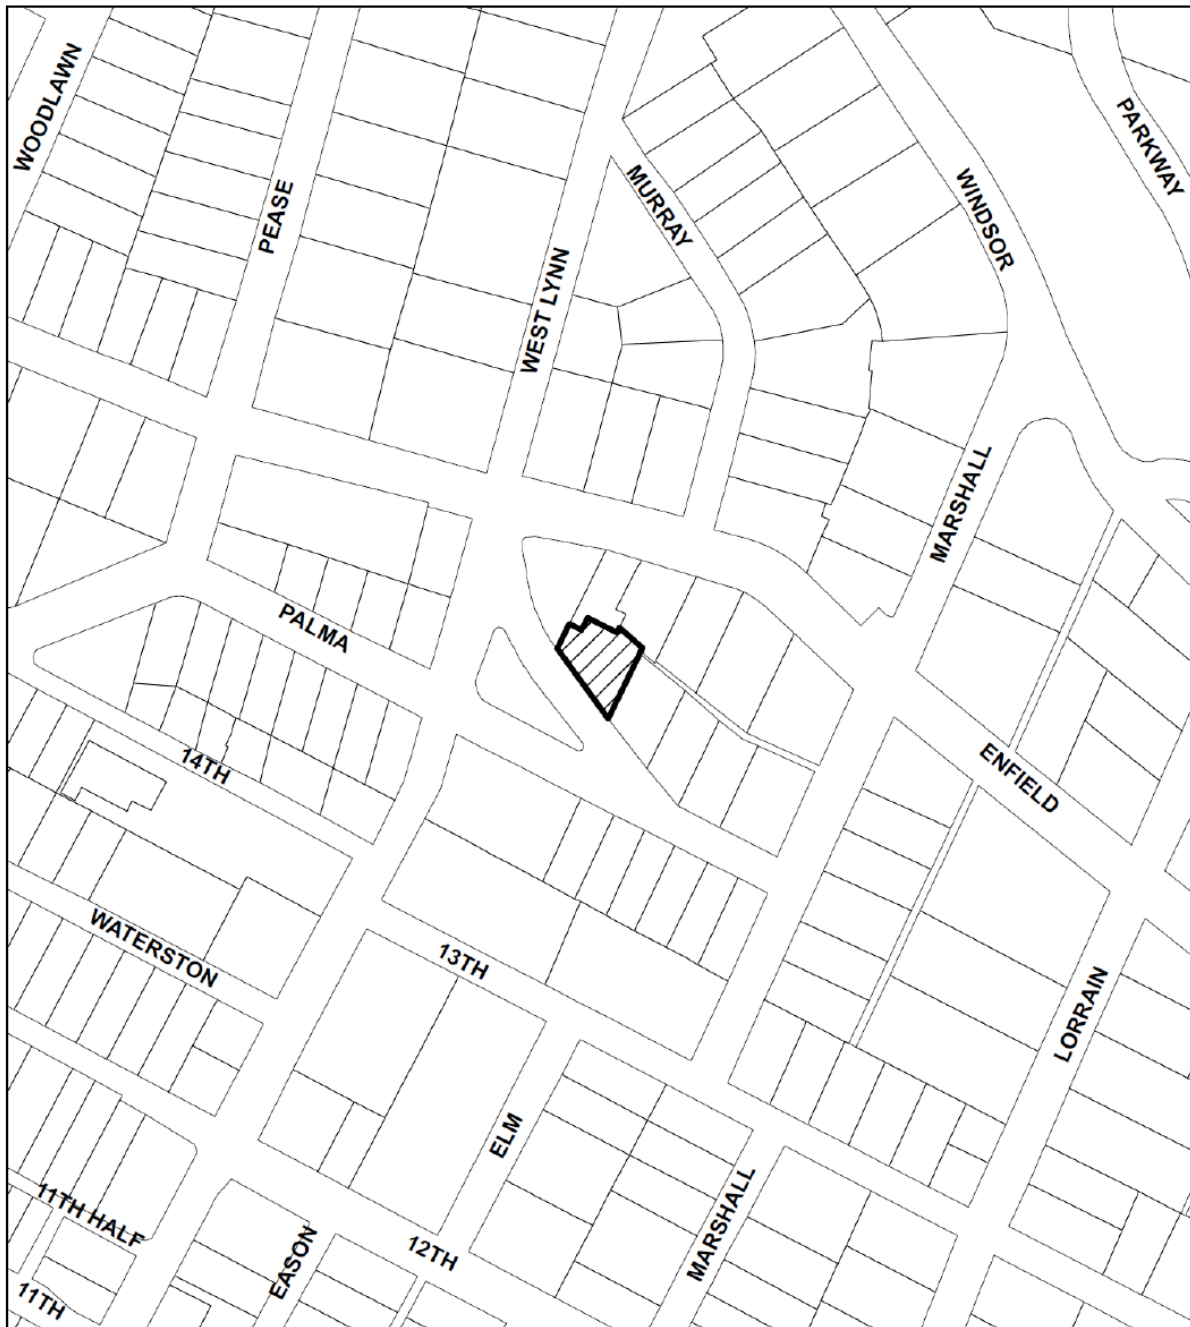 WOODLAWN
PARKWAY
PEASE
MURRAY
WINDSOR
WEST LYNN
MARSHALL
PALMA
14TH
ENFIELD
WATERSTON
13TH
LORRAIN
ELM
11TH HALF
MARSHALL
EASON
12TH
11TH